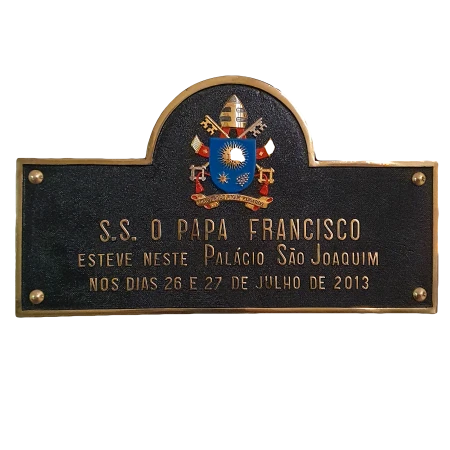 S.S. O PAPA FRANCISCO
ESTEVE NESTE PALÁCIO SÃO JOAQUIM
NOS DIAS 26 E 27 DE JULHO DE 2013